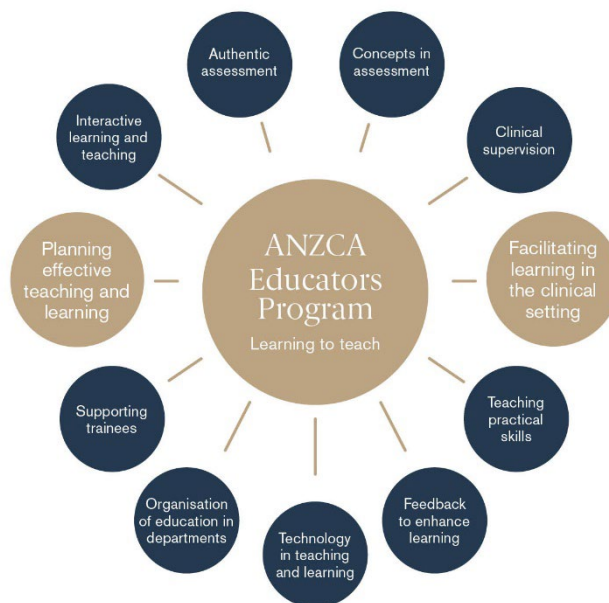 Authentic
assessment
Concepts in
assessment
Interactive
learning and
teaching
Clinical
supervision
Planning
effective
teaching and
learning
ANZCA
Educators
Program
Learning to teach
Facilitating
learning in
the clinical
setting
Supporting
trainees
Teaching
practical
skills
Organisation
of education in
departments
Technology
in teaching
and learning
Feedback
to enhance
learning